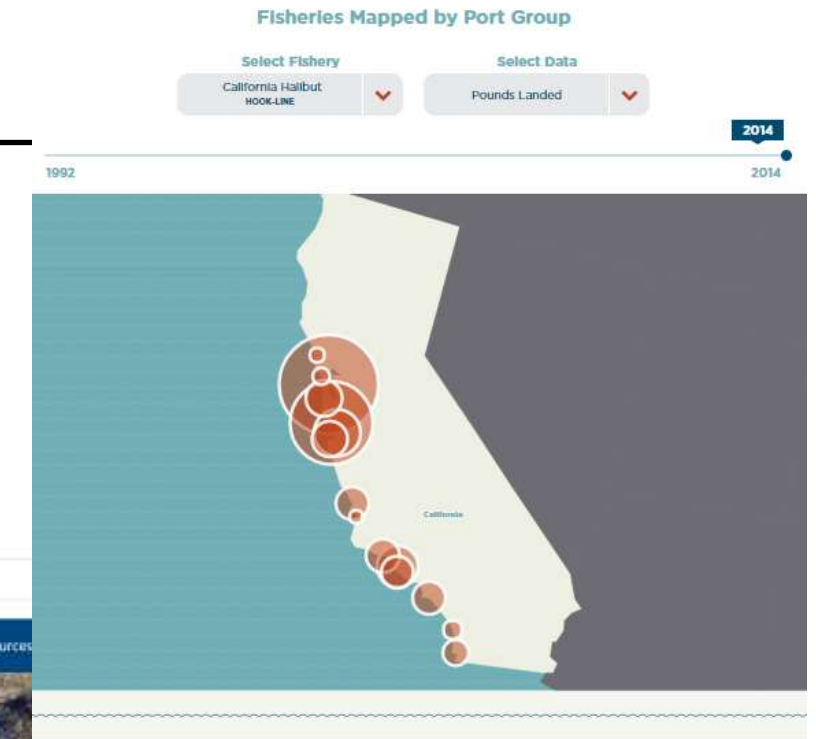 Fisheries Mapped by Port Group
Select Fishery
Select Data
California Halibut
HOOK-LINE
Pounds Landed
2014
1992
2014
California
urces